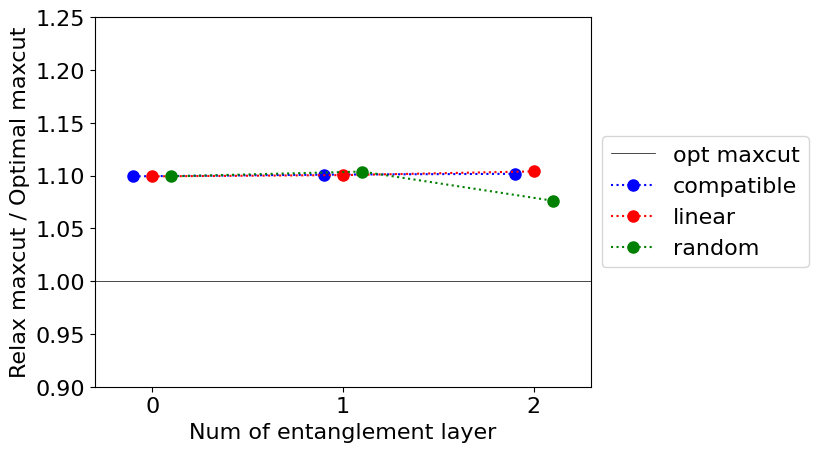 Relax maxcut / Optimal maxcut
1.25
1.20
1.15
1.10
1.05
1.00
0.95
0.90
0
1
2
Num of entanglement layer
opt maxcut
compatible
linear
random